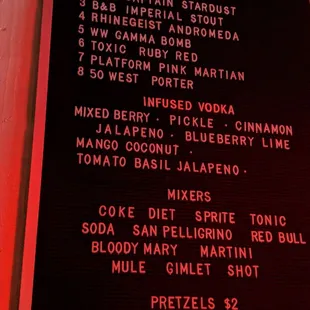 STARDUST
3 B&B IMPERIAL STOUT
4 RHINEGEIST ANDROMEDA
5 WW GAMMA BOMB
6 TOXIC RUBY RED
7 PLATFORM PINK MARTIAN
8 50 WEST PORTER
INFUSED VODKA
MIXED BERRY · PICKLE · CINNAMON
JALAPENO · BLUEBERRY LIME
MANGO COCONUT ·
TOMATO BASIL JALAPENO ·
MIXERS
COKE DIET SPRITE TONIC
SODA SAN PELLIGRINO RED BULL
BLOODY MARY MARTINI
MULE GIMLET SHOT
PRETZELS $2